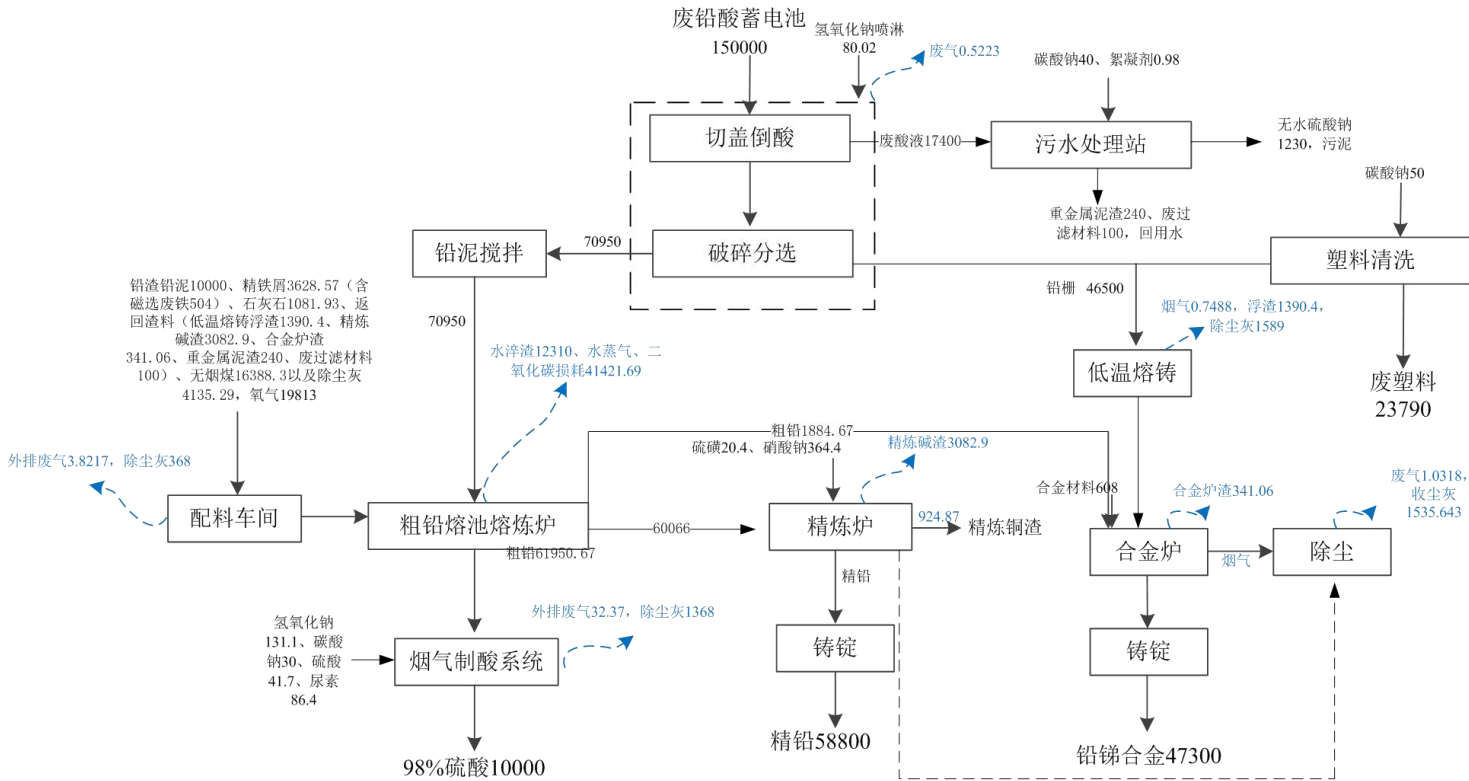 废铅酸蓄电池
150000
氢氧化钠喷淋
80.02
废气0.5223
碳酸钠40、絮凝剂0.98
切盖倒酸
废酸液17400
污水处理站
无水硫酸钠
1230，污泥
碳酸钠50
重金属泥渣240、废过
滤材料100，回用水
铅泥搅拌
70950
破碎分选
塑料清洗
铅栅 46500
铅渣铅泥10000、精铁屑3628.57（含
磁选废铁504）、石灰石1081.93、返
回渣料（低温熔铸浮渣1390.4、精炼
碱渣3082.9、合金炉渣
341.06、重金属泥渣240、废过滤材料
100）、无烟煤16388.3以及除尘灰
4135.29，氧气19813
70950
烟气0.7488，浮渣1390.4，
除尘灰1589
水淬渣12310、水蒸气、二
氧化碳损耗41421.69
低温熔铸
废塑料
23790
粗铅1884.67
硫磺20.4、硝酸钠364.4
精炼碱渣3082.9
外排废气3.8217，除尘灰368
合金材料608
合金炉渣341.06
废气1.0318，
收尘灰
1535.643
配料车间
粗铅熔池熔炼炉
60066
精炼炉
924.87
精炼铜渣
粗铅61950.67
合金炉
烟气
除尘
精铅
氢氧化钠
131.1、碳酸
钠30、硫酸
41.7、尿素
86.4
外排废气32.37，除尘灰1368
烟气制酸系统
铸锭
铸锭
98%硫酸10000
精铅58800
铅锑合金47300